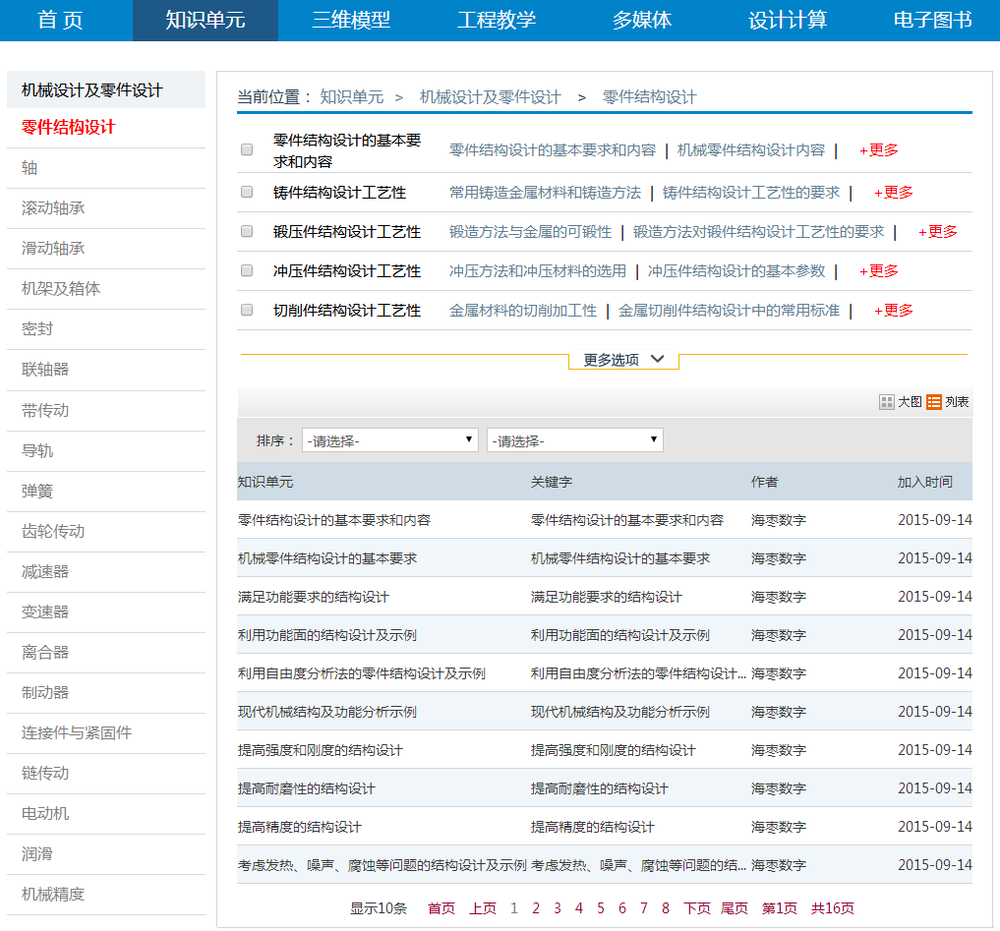 首 页 知识单元 三维模型 工程教学 多媒体 设计计算 电子图书
机械设计及零件设计
零件结构设计
轴
滚动轴承
滑动轴承
机架及箱体
密封
联轴器
带传动
导轨
弹簧
齿轮传动
减速器
变速器
离合器
制动器
连接件与紧固件
链传动
电动机
润滑
机械精度
当前位置： 知识单元 > 机械设计及零件设计 > 零件结构设计
零件结构设计的基本要
求和内容
零件结构设计的基本要求和内容 | 机械零件结构设计内容 | +更多
铸件结构设计工艺性 常用铸造金属材料和铸造方法 | 铸件结构设计工艺性的要求 | +更多
锻压件结构设计工艺性 锻造方法与金属的可锻性 | 锻造方法对锻件结构设计工艺性的要求 | +更多
冲压件结构设计工艺性 冲压方法和冲压材料的选用 | 冲压件结构设计的基本参数 | +更多
切削件结构设计工艺性 金属材料的切削加工性 | 金属切削件结构设计中的常用标准 | +更多
更多选项
大图 列表
排序： -请选择- -请选择-
知识单元 关键字 作者 加入时间
零件结构设计的基本要求和内容 零件结构设计的基本要求和内容 海枣数字 2015-09-14
机械零件结构设计的基本要求 机械零件结构设计的基本要求 海枣数字 2015-09-14
满足功能要求的结构设计 满足功能要求的结构设计 海枣数字 2015-09-14
利用功能面的结构设计及示例 利用功能面的结构设计及示例 海枣数字 2015-09-14
利用自由度分析法的零件结构设计及示例 利用自由度分析法的零件结构设计... 海枣数字 2015-09-14
现代机械结构及功能分析示例 现代机械结构及功能分析示例 海枣数字 2015-09-14
提高强度和刚度的结构设计 提高强度和刚度的结构设计 海枣数字 2015-09-14
提高耐磨性的结构设计 提高耐磨性的结构设计 海枣数字 2015-09-14
提高精度的结构设计 提高精度的结构设计 海枣数字 2015-09-14
考虑发热、噪声、腐蚀等问题的结构设计及示例 考虑发热、噪声、腐蚀等问题的结... 海枣数字 2015-09-14
显示10条 首页 上页 1 2 3 4 5 6 7 8 下页 尾页 第1页 共16页